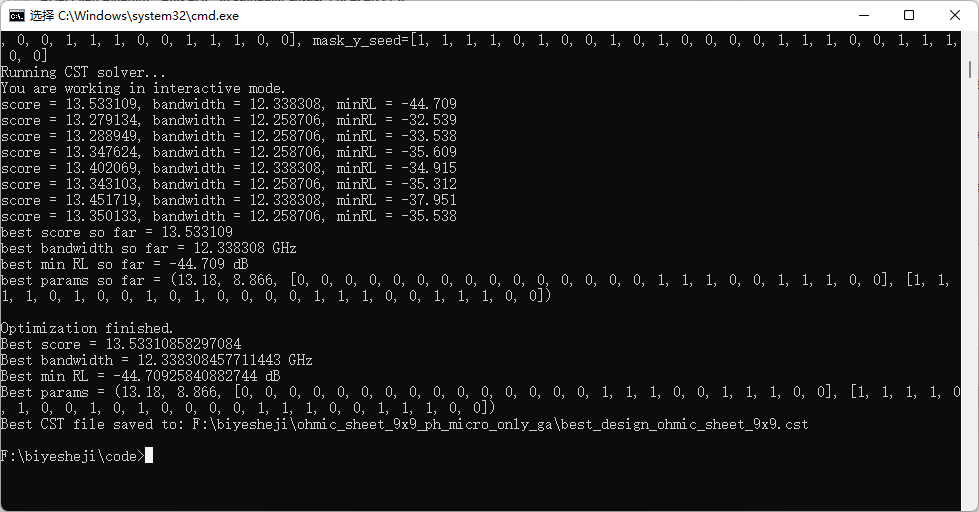 选择 C:\Windows\system32\cmd.exe
, 0, 0, 1, 1, 1, 0, 0, 1, 1, 1, 0, 0], mask_y_seed=[1, 1, 1, 1, 0, 1, 0, 0, 1, 0, 1, 0, 0, 0, 0, 1, 1, 1, 0, 0, 1, 1, 1,
0, 0]
Running CST solver...
You are working in interactive mode.
score = 13.533109, bandwidth = 12.338308, minRL = -44.709
score = 13.279134, bandwidth = 12.258706, minRL = -32.539
score = 13.288949, bandwidth = 12.258706, minRL = -33.538
score = 13.347624, bandwidth = 12.258706, minRL = -35.609
score = 13.402069, bandwidth = 12.338308, minRL = -34.915
score = 13.343103, bandwidth = 12.258706, minRL = -35.312
score = 13.451719, bandwidth = 12.338308, minRL = -37.951
score = 13.350133, bandwidth = 12.258706, minRL = -35.538
best score so far = 13.533109
best bandwidth so far = 12.338308 GHz
best min RL so far = -44.709 dB
best params so far = (13.18, 8.866, [0, 0, 0, 0, 0, 0, 0, 0, 0, 0, 0, 0, 0, 0, 0, 1, 1, 1, 0, 0, 1, 1, 1, 0, 0], [1, 1,
1, 1, 0, 1, 0, 0, 1, 0, 1, 0, 0, 0, 0, 1, 1, 1, 0, 0, 1, 1, 1, 0, 0])
Optimization finished.
Best score = 13.53310858297084
Best bandwidth = 12.338308457711443 GHz
Best min RL = -44.70925840882744 dB
Best params = (13.18, 8.866, [0, 0, 0, 0, 0, 0, 0, 0, 0, 0, 0, 0, 0, 0, 0, 1, 1, 1, 0, 0, 1, 1, 1, 0, 0], [1, 1, 1, 1, 0
, 1, 0, 0, 1, 0, 1, 0, 0, 0, 0, 1, 1, 1, 0, 0, 1, 1, 1, 0, 0])
Best CST file saved to: F:\biyesheji\ohmic_sheet_9x9_ph_micro_only_ga\best_design_ohmic_sheet_9x9.cst
F:\biyesheji\code>